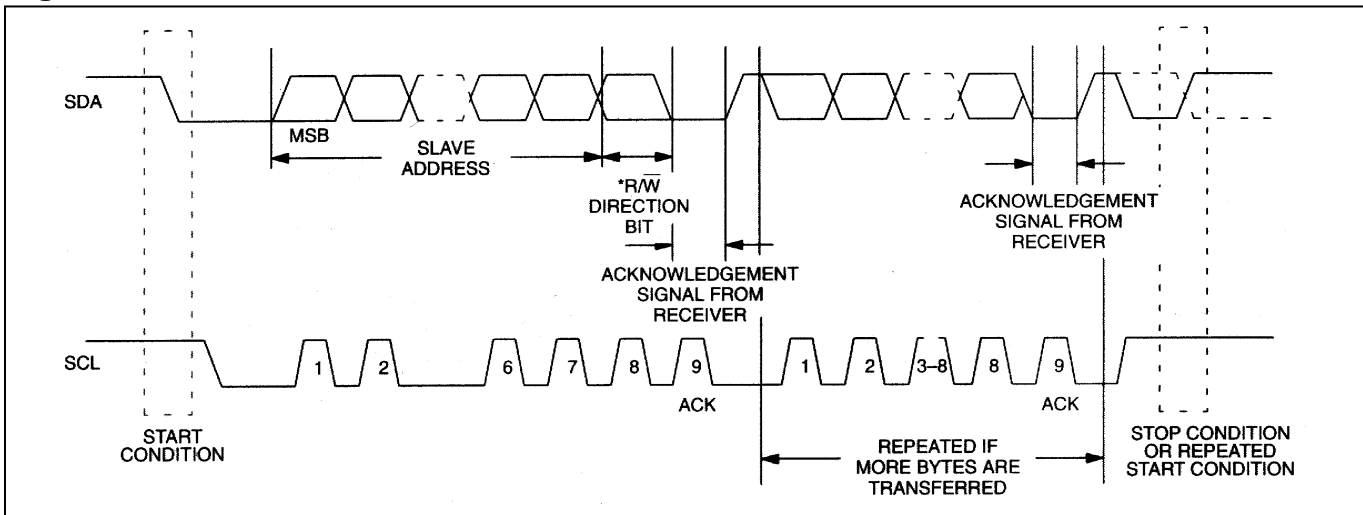 SDA
MSB
SLAVE
ADDRESS
*R/W̅
DIRECTION
BIT
ACKNOWLEDGEMENT
SIGNAL FROM
RECEIVER
ACKNOWLEDGEMENT
SIGNAL FROM
RECEIVER
SCL
1 2 6 7 8 9 1 2 3–8 8 9
ACK ACK
START
CONDITION
REPEATED IF
MORE BYTES ARE
TRANSFERRED
STOP CONDITION
OR REPEATED
START CONDITION